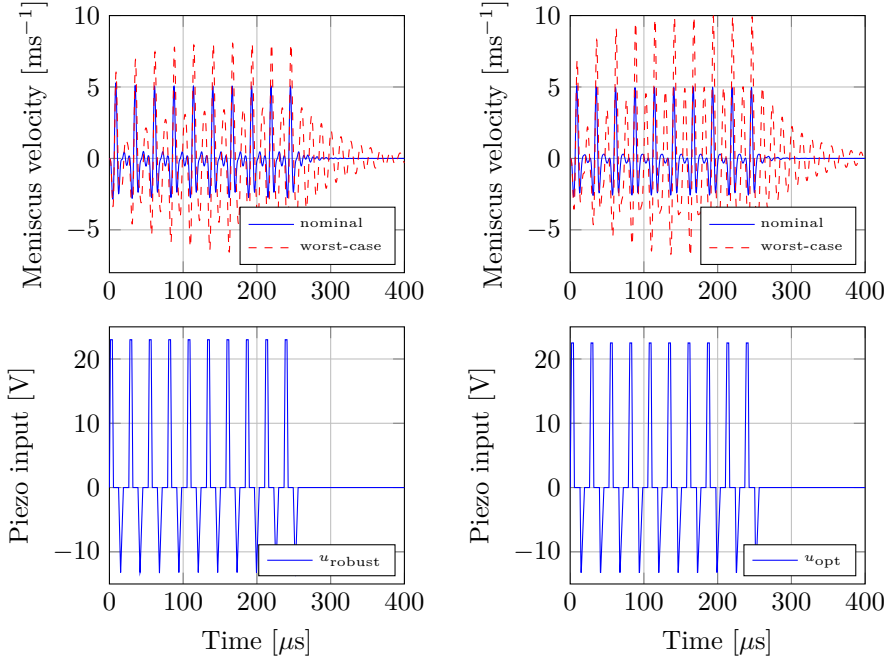 Meniscus velocity [ms⁻¹]
10
5
0
−5
nominal
worst-case
0 100 200 300 400
Meniscus velocity [ms⁻¹]
10
5
0
−5
nominal
worst-case
0 100 200 300 400
Piezo input [V]
20
10
0
−10
u_robust
0 100 200 300 400
Time [μs]
Piezo input [V]
20
10
0
−10
u_opt
0 100 200 300 400
Time [μs]